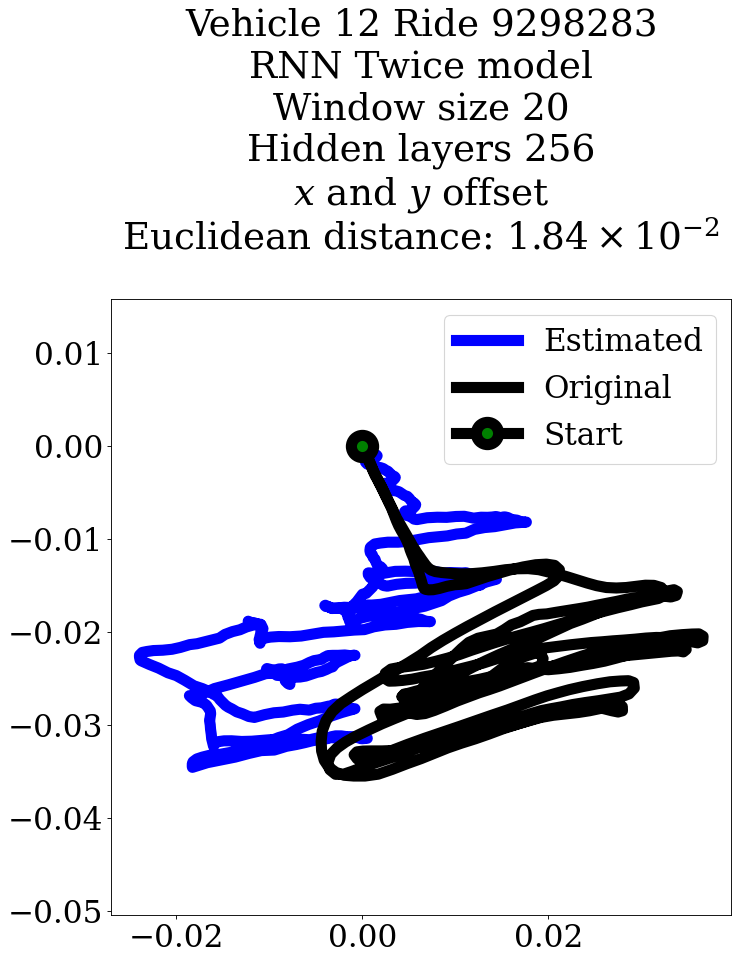 Vehicle 12 Ride 9298283
RNN Twice model
Window size 20
Hidden layers 256
x and y offset
Euclidean distance: 1.84 × 10⁻²
Estimated
Original
Start
0.01
0.00
−0.01
−0.02
−0.03
−0.04
−0.05
−0.02 0.00 0.02